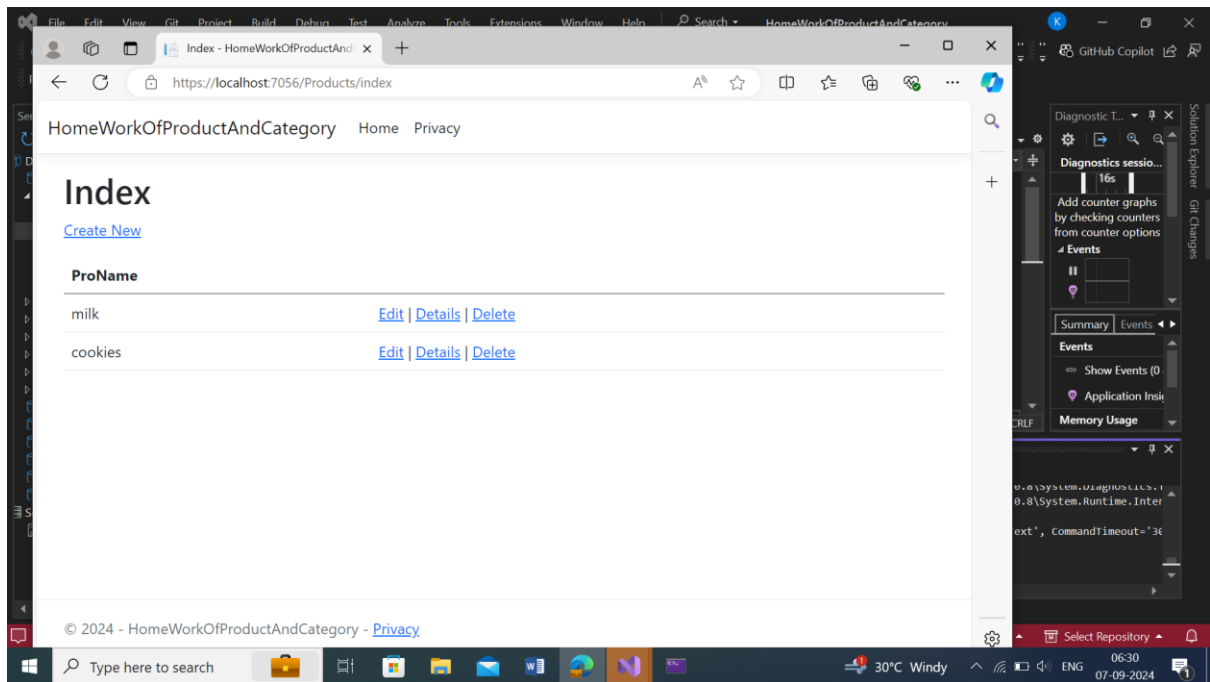 File Edit View Git Project Build Debug Test Analyze Tools Extensions Window Help Search HomeWorkOfProductAndCategory K
Index - HomeWorkOfProductAnd
GitHub Copilot
https://localhost:7056/Products/index
HomeWorkOfProductAndCategory Home Privacy
Index
Create New
ProName
milk Edit | Details | Delete
cookies Edit | Details | Delete
© 2024 - HomeWorkOfProductAndCategory - Privacy
Diagnostic T...
Diagnostics sessio...
16s
Add counter graphs
by checking counters
from counter options
Events
Summary Events
Events
Show Events (0
Application Insi
Memory Usage
CRLF
0.8\System.Diagnostics.
0.8\System.Runtime.Inter
ext', CommandTimeout='3
Solution Explorer
Git Changes
Select Repository
Type here to search
30°C Windy
ENG
06:30
07-09-2024
1